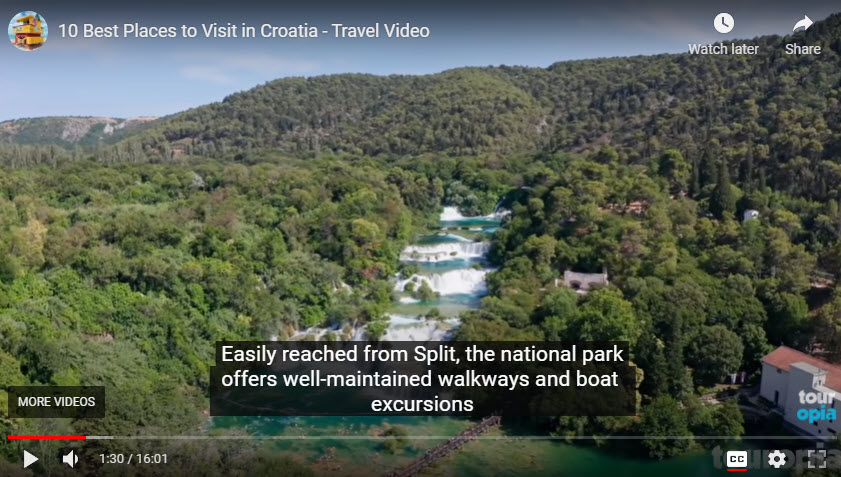 10 Best Places to Visit in Croatia - Travel Video
Watch later
Share
Easily reached from Split, the national park
offers well-maintained walkways and boat
excursions
MORE VIDEOS
tour
opia
1:30 / 16:01
CC
touropia